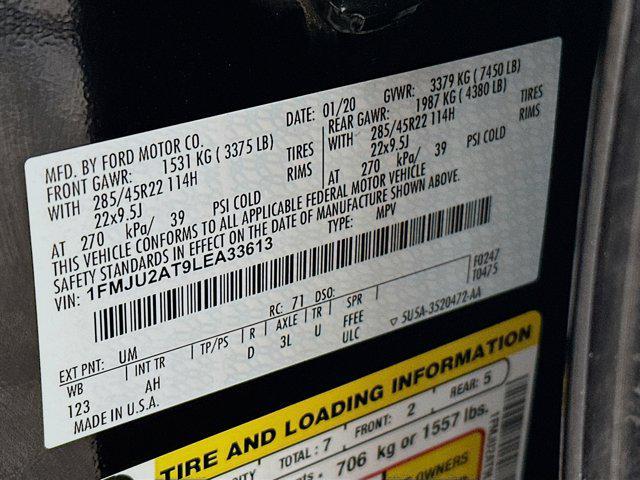 MFD. BY FORD MOTOR CO. DATE: 01/20 GVWR: 3379 KG (7450 LB)
FRONT GAWR: 1531 KG (3375 LB) REAR GAWR: 1987 KG (4380 LB)
WITH 285/45R22 114H TIRES WITH 285/45R22 114H TIRES
22x9.5J RIMS 22x9.5J RIMS
AT 270 kPa/ 39 PSI COLD AT 270 kPa/ 39 PSI COLD
THIS VEHICLE CONFORMS TO ALL APPLICABLE FEDERAL MOTOR VEHICLE
SAFETY STANDARDS IN EFFECT ON THE DATE OF MANUFACTURE SHOWN ABOVE.
VIN: 1FMJU2AT9LEA33613 TYPE: MPV
F0247
T0475
EXT PNT: UM RC: 71 DSO:
WB INT TR TP/PS R AXLE TR SPR
123 AH D 3L U FFEE
ULC
▽ 5U5A-3520472-AA
MADE IN U.S.A.
TIRE AND LOADING INFORMATION
TOTAL: 7 FRONT: 2 REAR: 5
706 kg or 1557 lbs.
OWNERS